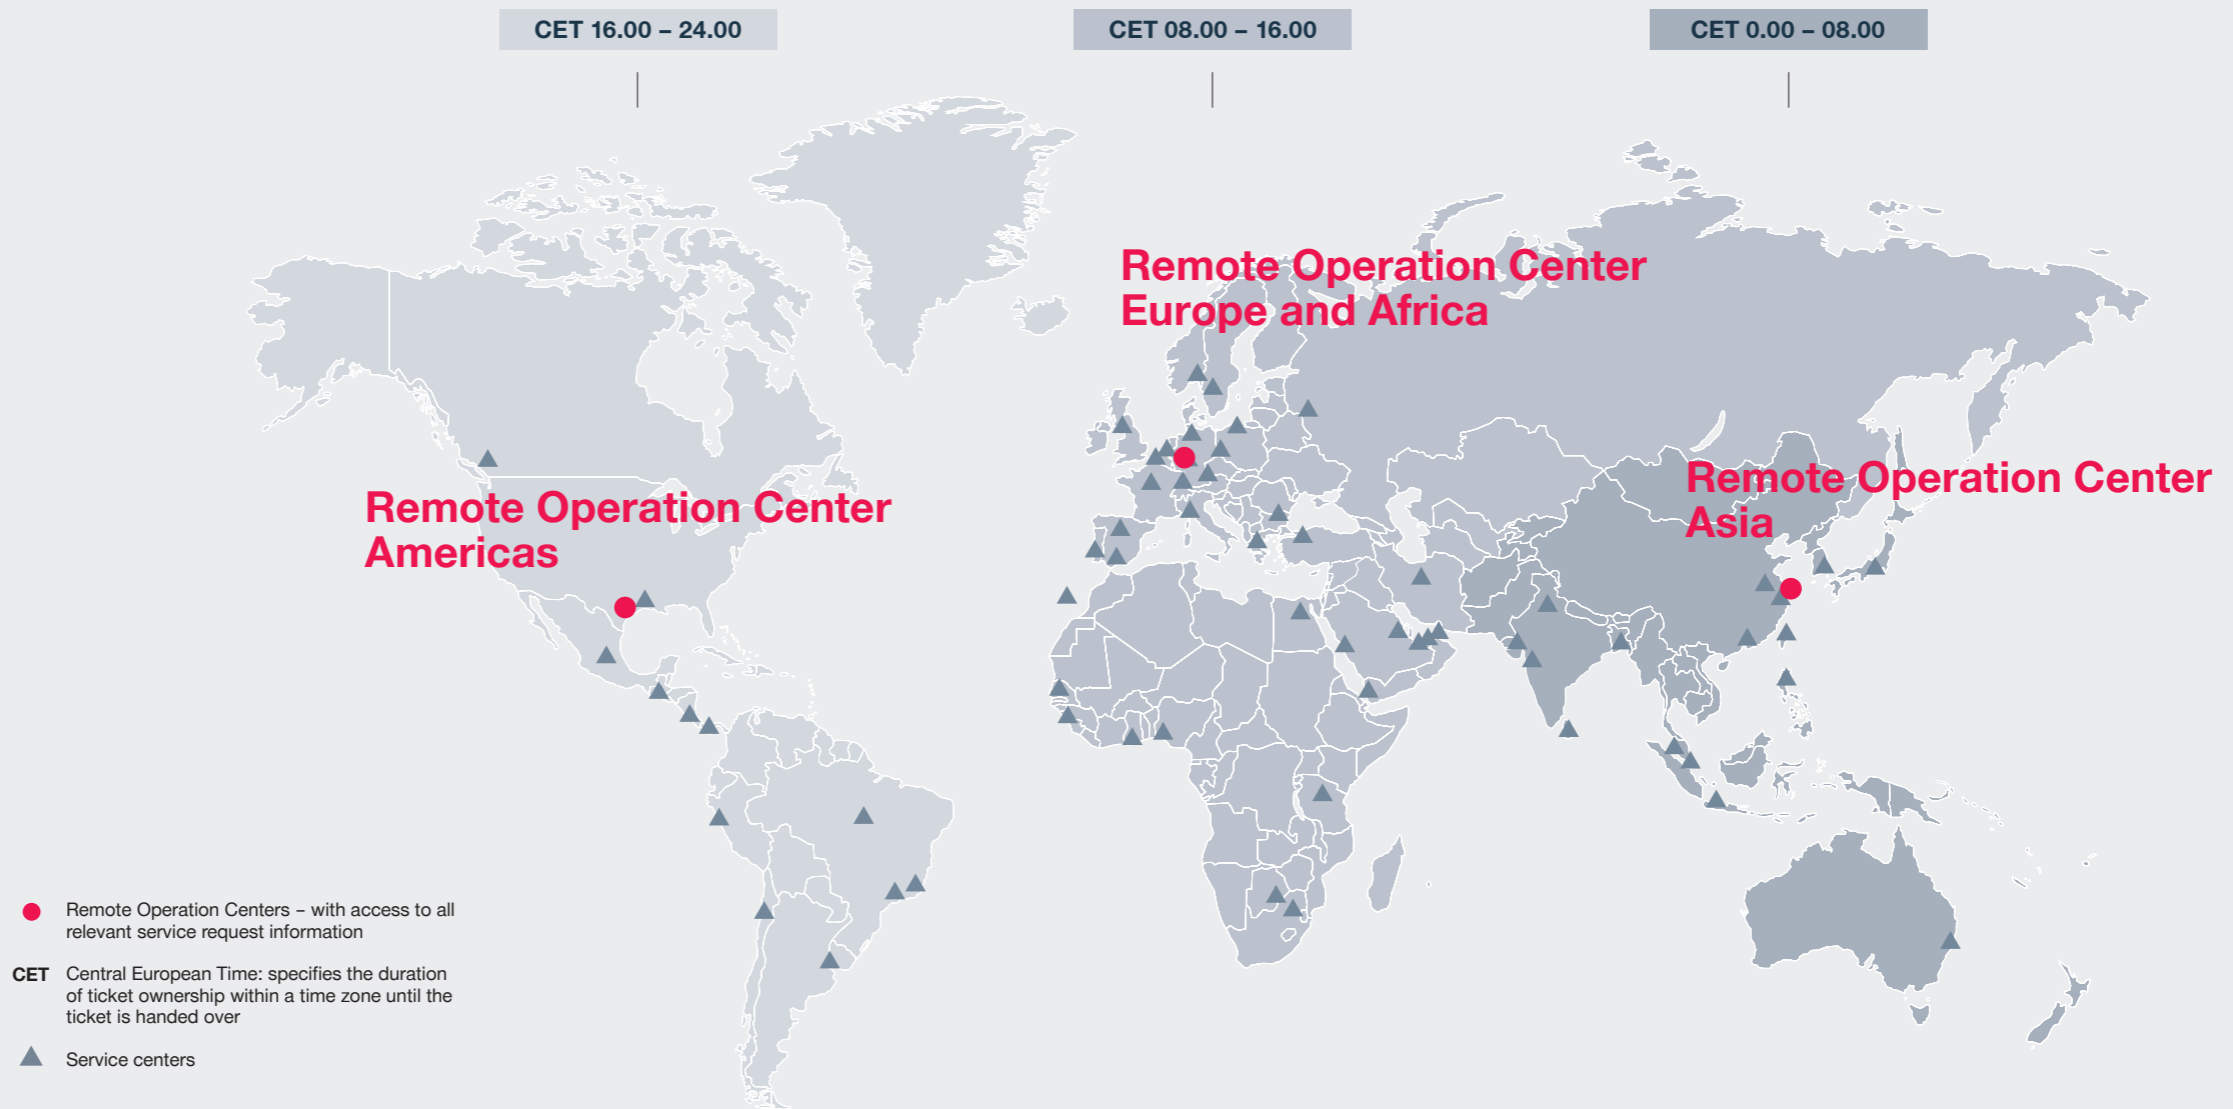 CET 16.00 – 24.00
CET 08.00 – 16.00
CET 0.00 – 08.00
Remote Operation Center
Europe and Africa
Remote Operation Center
Asia
Remote Operation Center
Americas
Remote Operation Centers – with access to all
relevant service request information
CET Central European Time: specifies the duration
of ticket ownership within a time zone until the
ticket is handed over
Service centers